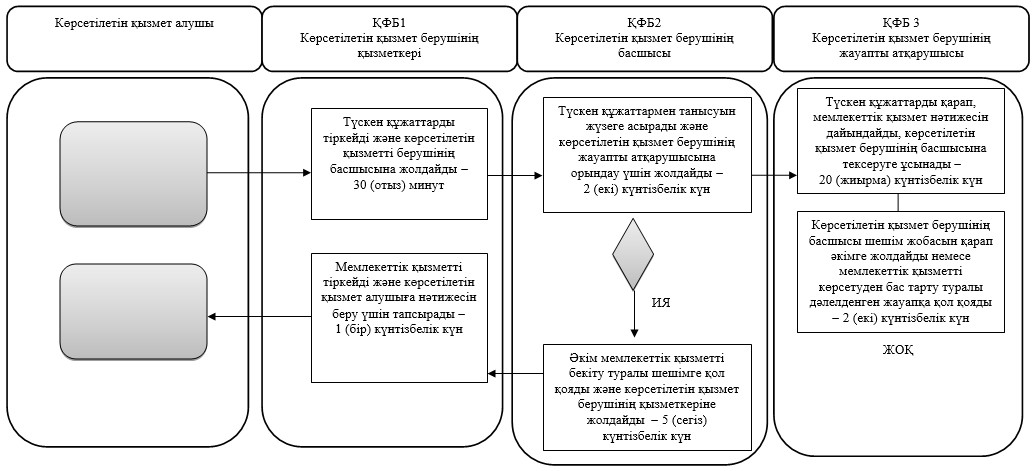 Көрсетілетін қызмет алушы
ҚФБ1
Көрсетілетін қызмет берушінің
қызметкері
ҚФБ2
Көрсетілетін қызмет берушінің
басшысы
ҚФБ 3
Көрсетілетін қызмет берушінің
жауапты атқарушысы
Түскен құжаттарды
тіркейді және көрсетілетін
қызметті берушінің
басшысына жолдайды –
30 (отыз) минут
Түскен құжаттармен танысуын
жүзеге асырады және
көрсетілетін қызмет берушінің
жауапты атқарушысына
орындау үшін жолдайды –
2 (екі) күнтізбелік күн
Түскен құжаттарды қарап,
мемлекеттік қызмет нәтижесін
дайындайды, көрсетілетін
қызмет берушінің басшысына
тексеруге ұсынады –
20 (жиырма) күнтізбелік күн
Көрсетілетін қызмет берушінің
басшысы шешім жобасын қарап
әкімге жолдайды немесе
мемлекеттік қызметті
көрсетуден бас тарту туралы
дәлелденген жауапқа қол қояды
– 2 (екі) күнтізбелік күн
ЖОҚ
ИЯ
Мемлекеттік қызметті
тіркейді және көрсетілетін
қызмет алушыға нәтижесін
беру үшін тапсырады –
1 (бір) күнтізбелік күн
Әкім мемлекеттік қызметті
бекіту туралы шешімге қол
қояды және көрсетілетін қызмет
берушінің қызметкеріне
жолдайды – 5 (сегіз)
күнтізбелік күн